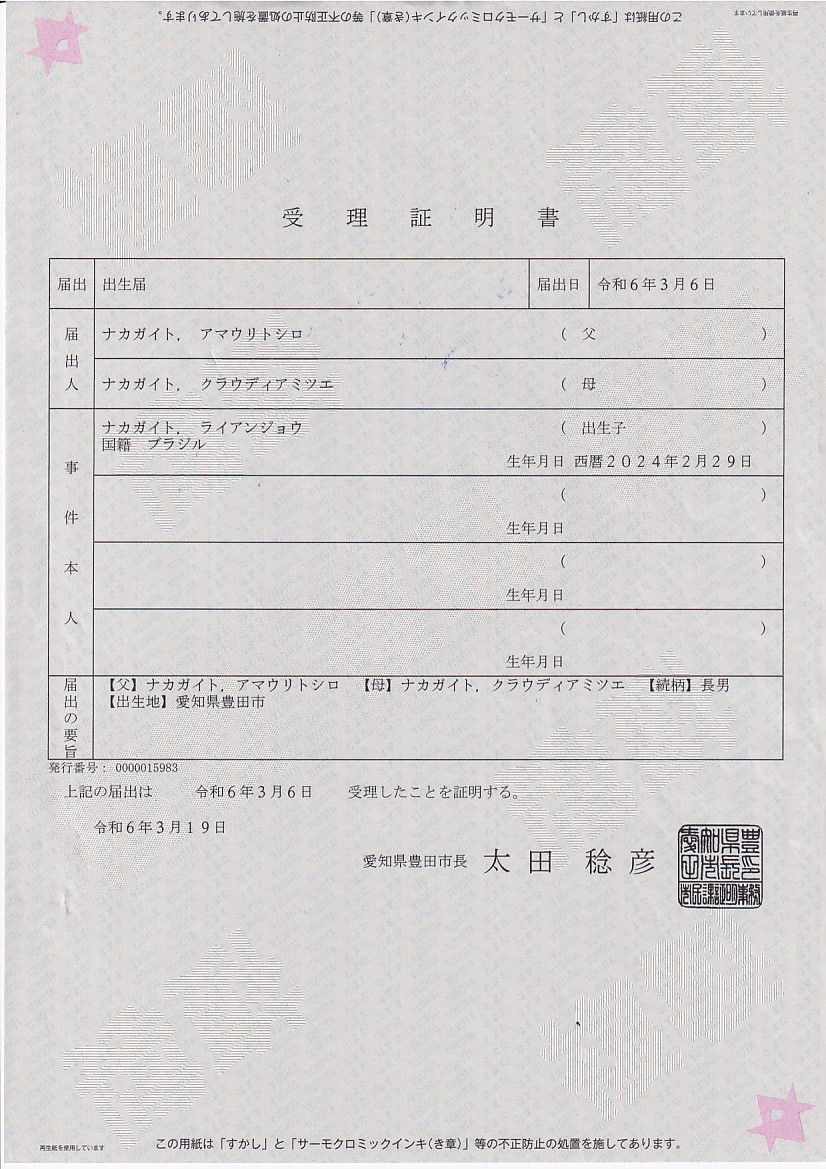 この用紙は「すかし」と「サーモクロミックインキ(き章)」等の不正防止の処置を施してあります。
再生紙を使用しています
受理証明書
届出 出生届 届出日 令和6年3月6日
届出人
ナカガイト, アマウリトシロ ( 父 )
ナカガイト, クラウディアミツエ ( 母 )
事件本人
ナカガイト, ライアンジョウ ( 出生子 )
国籍 ブラジル
生年月日 西暦2024年2月29日
( )
生年月日
( )
生年月日
( )
生年月日
届出の要旨
【父】ナカガイト, アマウリトシロ 【母】ナカガイト, クラウディアミツエ 【続柄】長男
【出生地】愛知県豊田市
発行番号: 0000015983
上記の届出は 令和6年3月6日 受理したことを証明する。
令和6年3月19日
愛知県豊田市長 太田 稔彦
再生紙を使用しています
この用紙は「すかし」と「サーモクロミックインキ(き章)」等の不正防止の処置を施してあります。